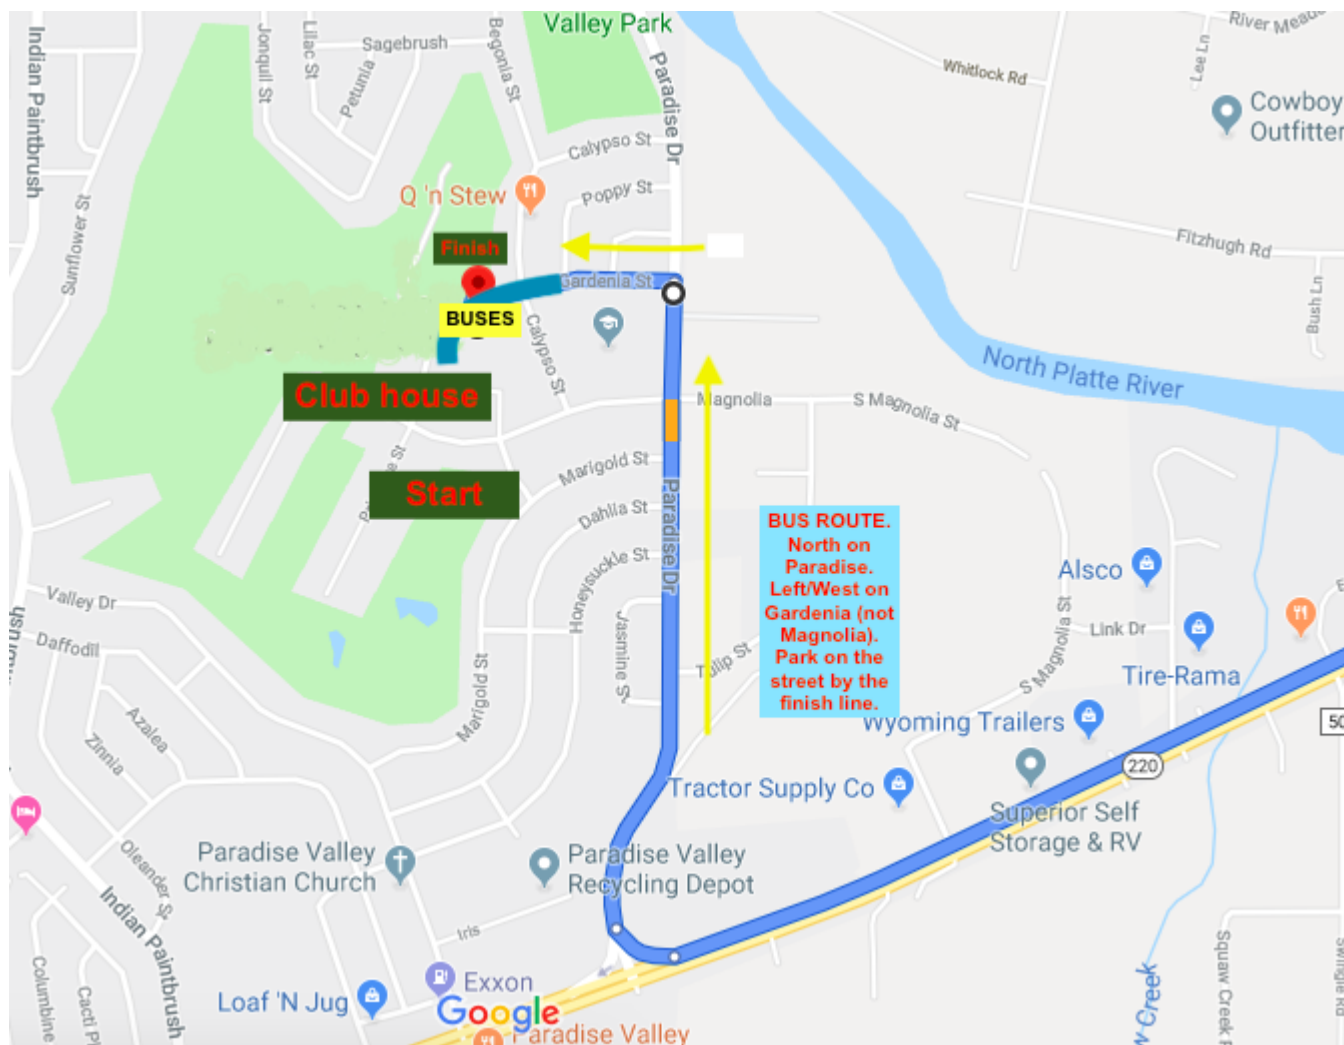 Valley Park
River Mead
Indian Paintbrush
Jonquil St
Lilac St
Petunia
Sagebrush
Begonia St
Paradise Dr
Whitlock Rd
Lee Ln
Cowboy
Outfitter
Calypso St
Q 'n Stew
Poppy St
Sunflower St
Finish
Fitzhugh Rd
Gardenia St
BUSES
Bush Ln
Calypso St
North Platte River
Club house
Magnolia
S Magnolia St
Marigold St
Start
Paradise Dr
Dahlia St
Honeysuckle St
BUS ROUTE.
North on
Paradise.
Left/West on
Gardenia (not
Magnolia).
Park on the
street by the
finish line.
Alsco
Valley Dr
Daffodil
Jasmine S
Link Dr
Tulip St
S Magnolia St
Tire-Rama
Marigold St
Azalea
Zinnia
Wyoming Trailers
50
220
Tractor Supply Co
Superior Self
Storage & RV
Oleander S
Paradise Valley
Christian Church
Paradise Valley
Recycling Depot
Indian Paintbrush
Iris
Columbine
Cacti Pl
Loaf 'N Jug
Exxon
Google
Paradise Valley
Creek
Squaw Creek R
Swingle Rd